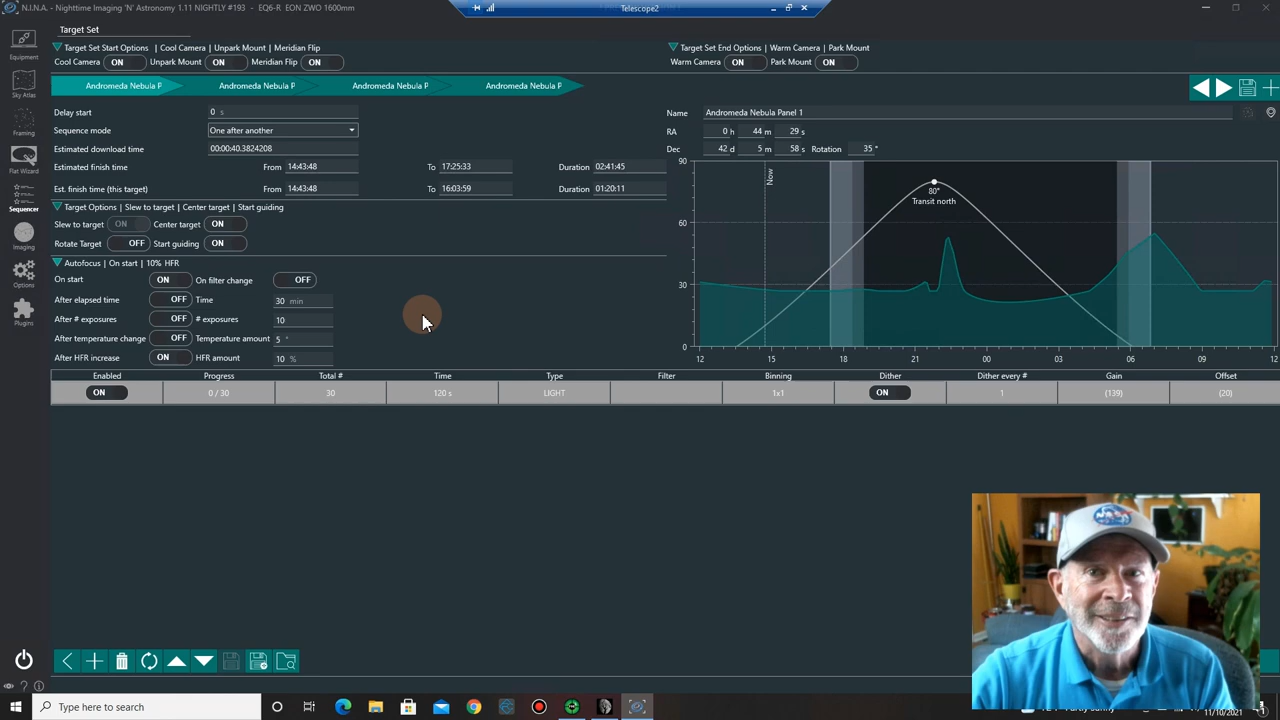 N.I.N.A. - Nighttime Imaging 'N' Astronomy 1.11 NIGHTLY #193 - EQ6-R EON ZWO 1600mm
Telescope2
Target Set
Target Set Start Options | Cool Camera | Unpark Mount | Meridian Flip
Target Set End Options | Warm Camera | Park Mount
Cool Camera ON Unpark Mount ON Meridian Flip ON
Warm Camera ON Park Mount ON
Equipment
Sky Atlas
Framing
Flat Wizard
Sequencer
Imaging
Options
Plugins
Andromeda Nebula P Andromeda Nebula P Andromeda Nebula P Andromeda Nebula P
Delay start 0 s
Sequence mode One after another
Estimated download time 00:00:40.3824208
Estimated finish time From 14:43:48 To 17:25:33 Duration 02:41:45
Est. finish time (this target) From 14:43:48 To 16:03:59 Duration 01:20:11
Target Options | Slew to target | Center target | Start guiding
Slew to target ON Center target ON
Rotate Target OFF Start guiding ON
Autofocus | On start | 10% HFR
On start ON On filter change OFF
After elapsed time OFF Time 30 min
After # exposures OFF # exposures 10
After temperature change OFF Temperature amount 5 °
After HFR increase ON HFR amount 10 %
Name Andromeda Nebula Panel 1
RA 0 h 44 m 29 s
Dec 42 d 5 m 58 s Rotation 35 °
90
60
30
0
Now
80°
Transit north
12 15 18 21 00 03 06 09 12
Enabled Progress Total # Time Type Filter Binning Dither Dither every # Gain Offset
ON 0 / 30 30 120 s LIGHT 1x1 ON 1 (139) (20)
NASA
Type here to search
11/10/2021